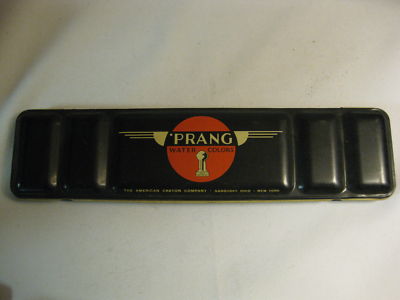 "PRANG
WATER COLORS
THE AMERICAN CRAYON COMPANY · SANDUSKY OHIO · NEW YORK